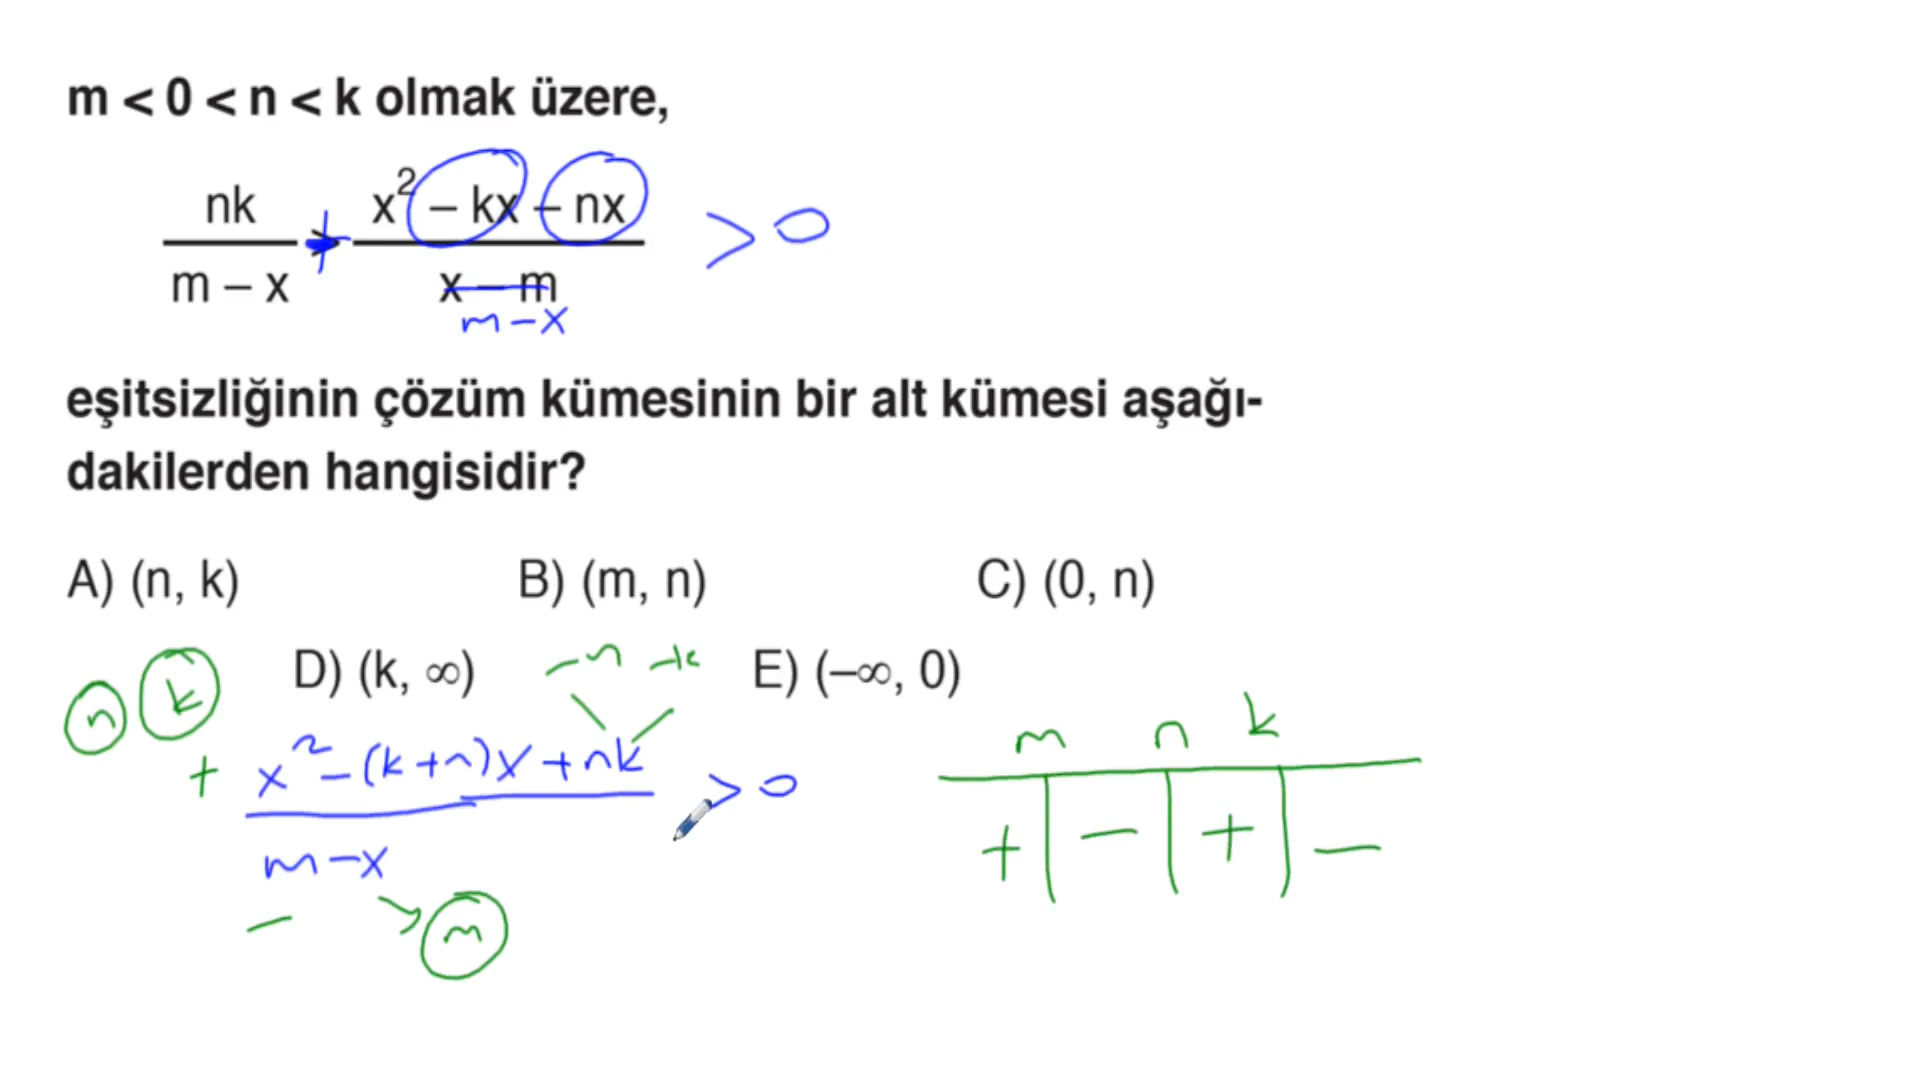 m < 0 < n < k olmak üzere,
nk x² – kx – nx
+ > > 0
m – x x – m
m – x
eşitsizliğinin çözüm kümesinin bir alt kümesi aşağı-
dakilerden hangisidir?
A) (n, k) B) (m, n) C) (0, n)
D) (k, ∞) E) (–∞, 0)
–n –k
n k
m n k
+ x² – (k+n)x + nk > 0
+ – + –
m – x
– m